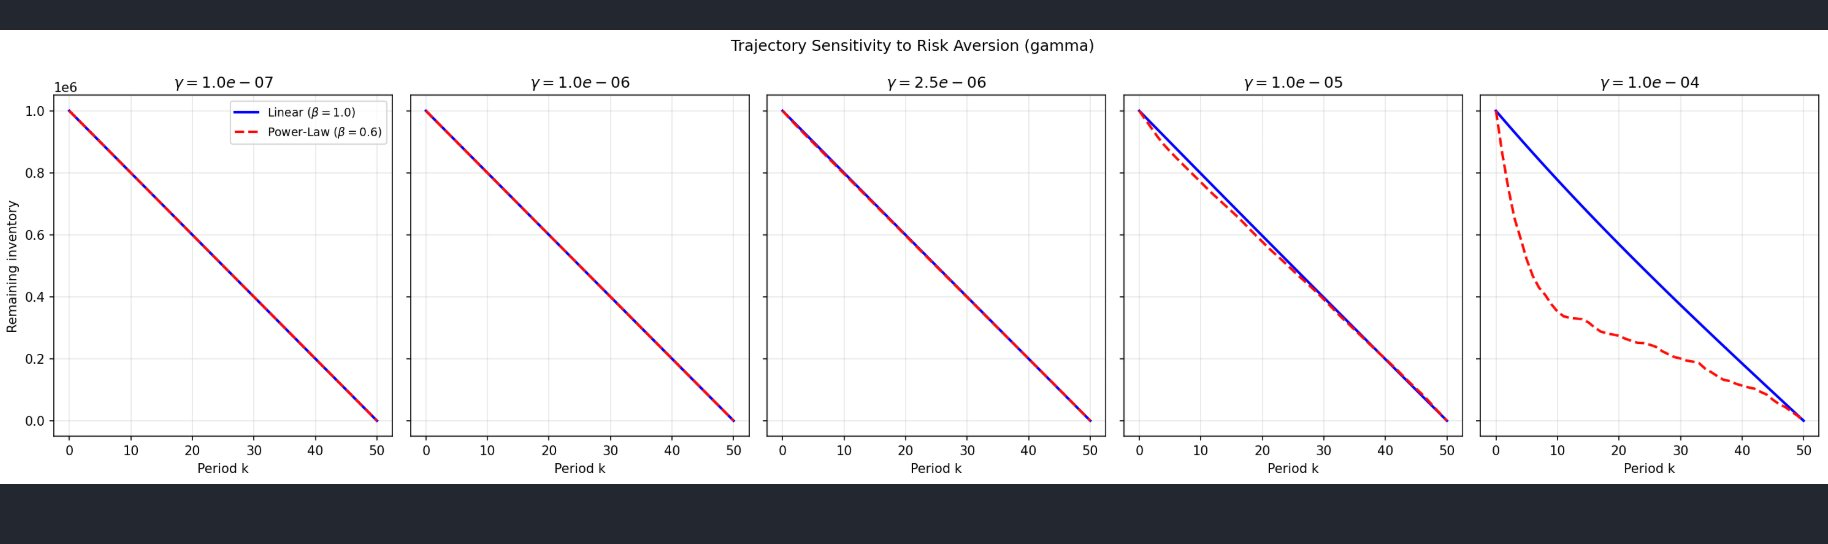 Trajectory Sensitivity to Risk Aversion (gamma)
γ = 1.0e − 07
γ = 1.0e − 06
γ = 2.5e − 06
γ = 1.0e − 05
γ = 1.0e − 04
1e6
Linear (β = 1.0)
Power-Law (β = 0.6)
Remaining inventory
1.0
0.8
0.6
0.4
0.2
0.0
0 10 20 30 40 50
0 10 20 30 40 50
0 10 20 30 40 50
0 10 20 30 40 50
0 10 20 30 40 50
Period k
Period k
Period k
Period k
Period k